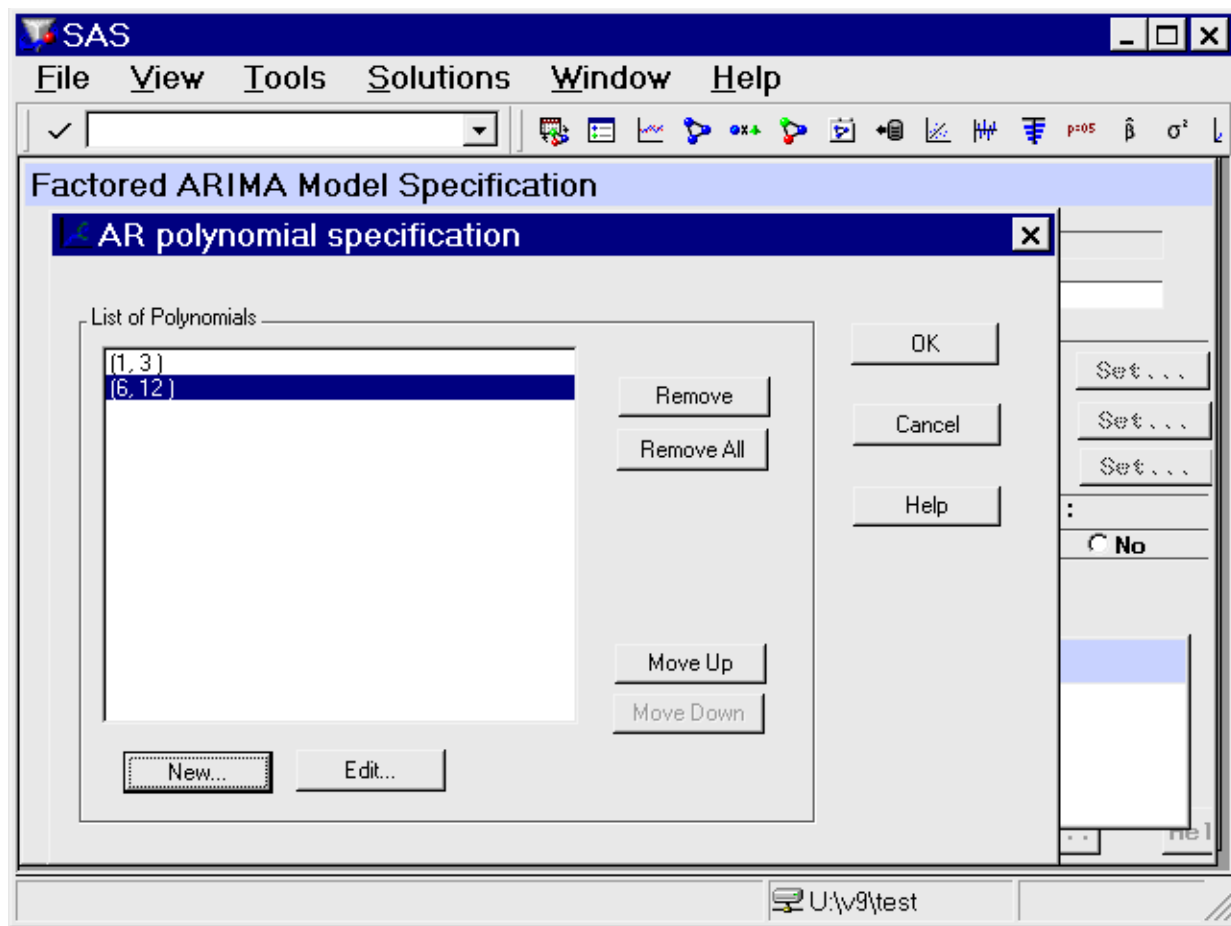 SAS
File View Tools Solutions Window Help
p=05 β̂ σ²
Factored ARIMA Model Specification
AR polynomial specification
List of Polynomials
(1, 3 )
(6, 12 )
Remove
Remove All
Move Up
Move Down
New... Edit...
OK
Cancel
Help
Set...
Set...
Set...
:
No
U:\v9\test